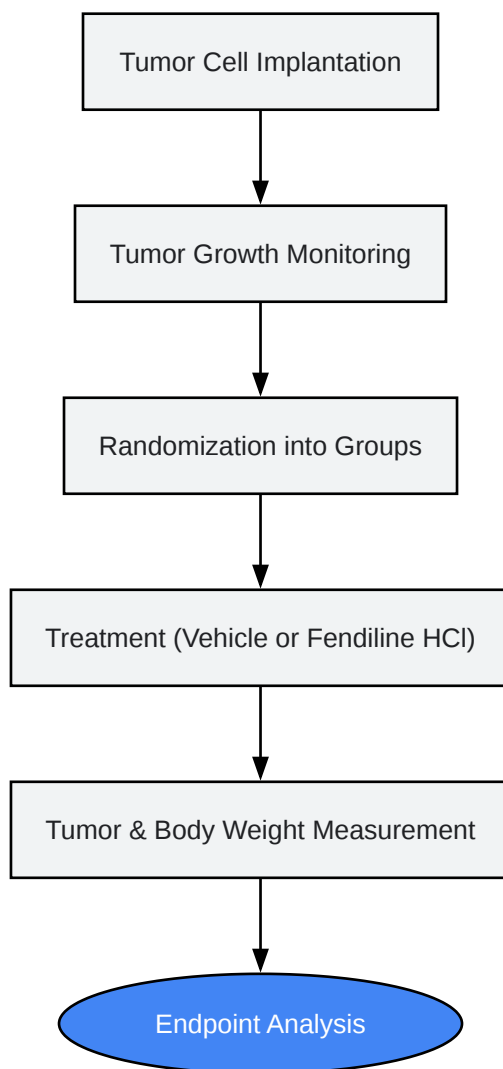 Tumor Cell Implantation
Tumor Growth Monitoring
Randomization into Groups
Treatment (Vehicle or Fendiline HCl)
Tumor & Body Weight Measurement
Endpoint Analysis